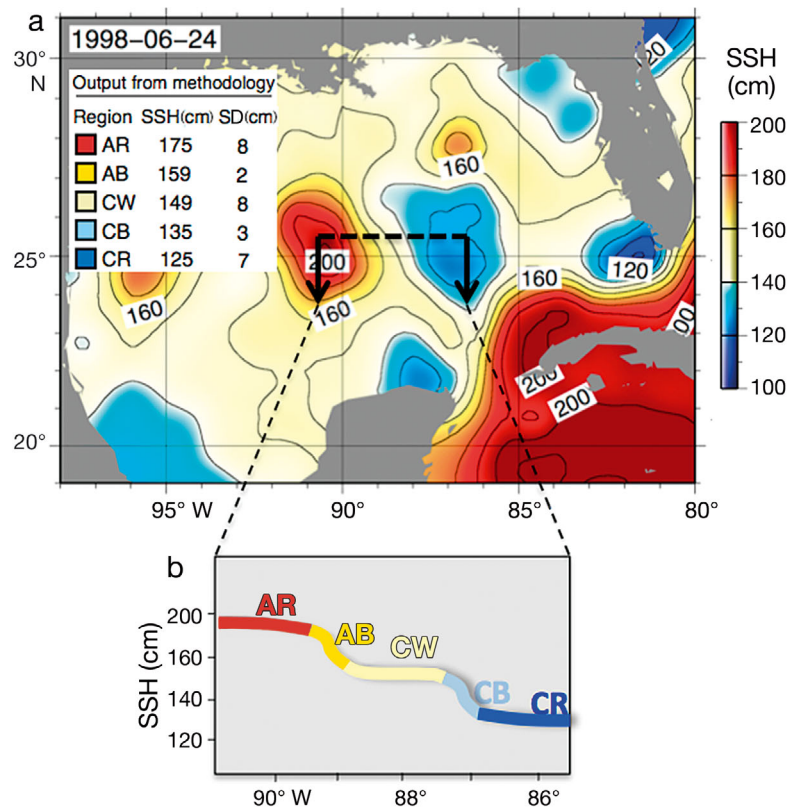 a
1998-06-24
30°
N
25°
20°
Output from methodology
Region SSH(cm) SD(cm)
AR 175 8
AB 159 2
CW 149 8
CB 135 3
CR 125 7
20
160
200
160
160
160
120
00
200
200
95° W 90° 85° 80°
SSH
(cm)
200
180
160
140
120
100
b
SSH (cm)
200
160
140
120
AR
AB
CW
CB
CR
90° W 88° 86°